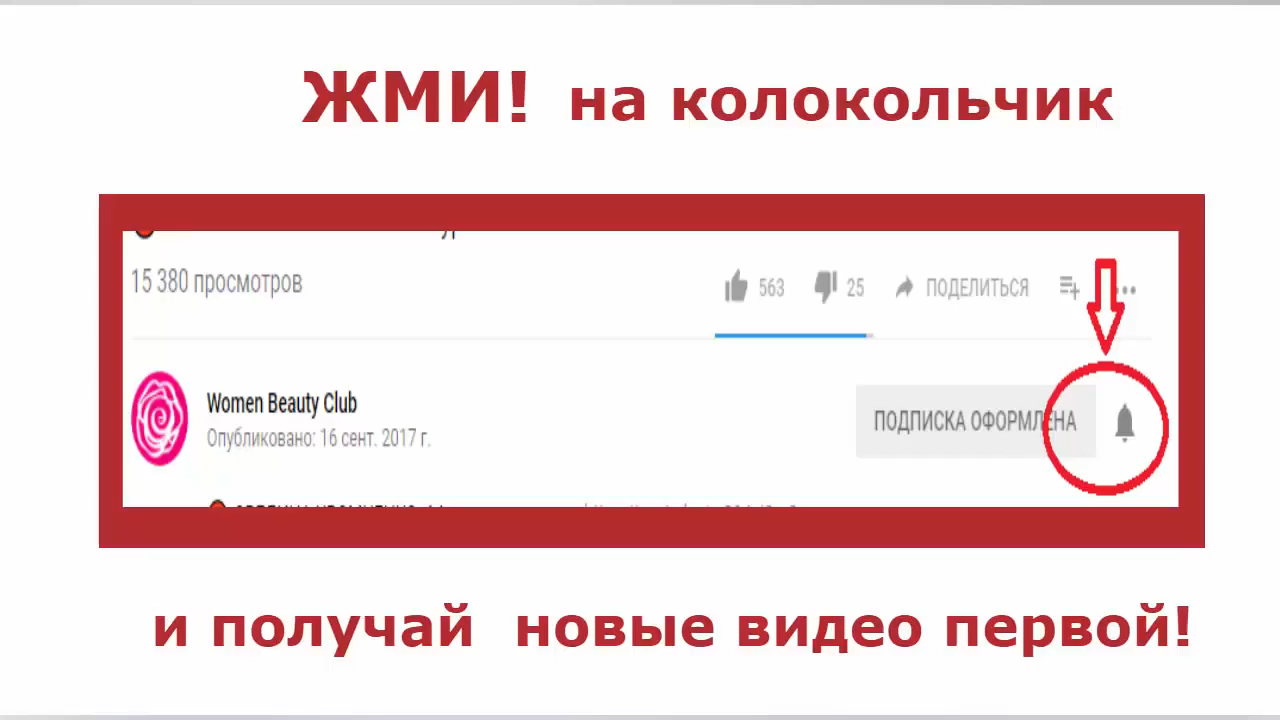 ЖМИ! на колокольчик
15 380 просмотров
563
25
ПОДЕЛИТЬСЯ
Women Beauty Club
Опубликовано: 16 сент. 2017 г.
ПОДПИСКА ОФОРМЛЕНА
и получай новые видео первой!